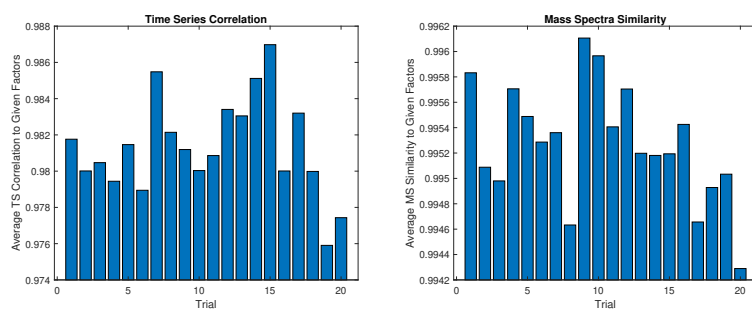 Time Series Correlation
0.988
0.986
0.984
0.982
0.98
0.978
0.976
0.974
Average TS Correlation to Given Factors
0 5 10 15 20
Trial
Mass Spectra Similarity
0.9962
0.996
0.9958
0.9956
0.9954
0.9952
0.995
0.9948
0.9946
0.9944
0.9942
Average MS Similarity to Given Factors
0 5 10 15 20
Trial